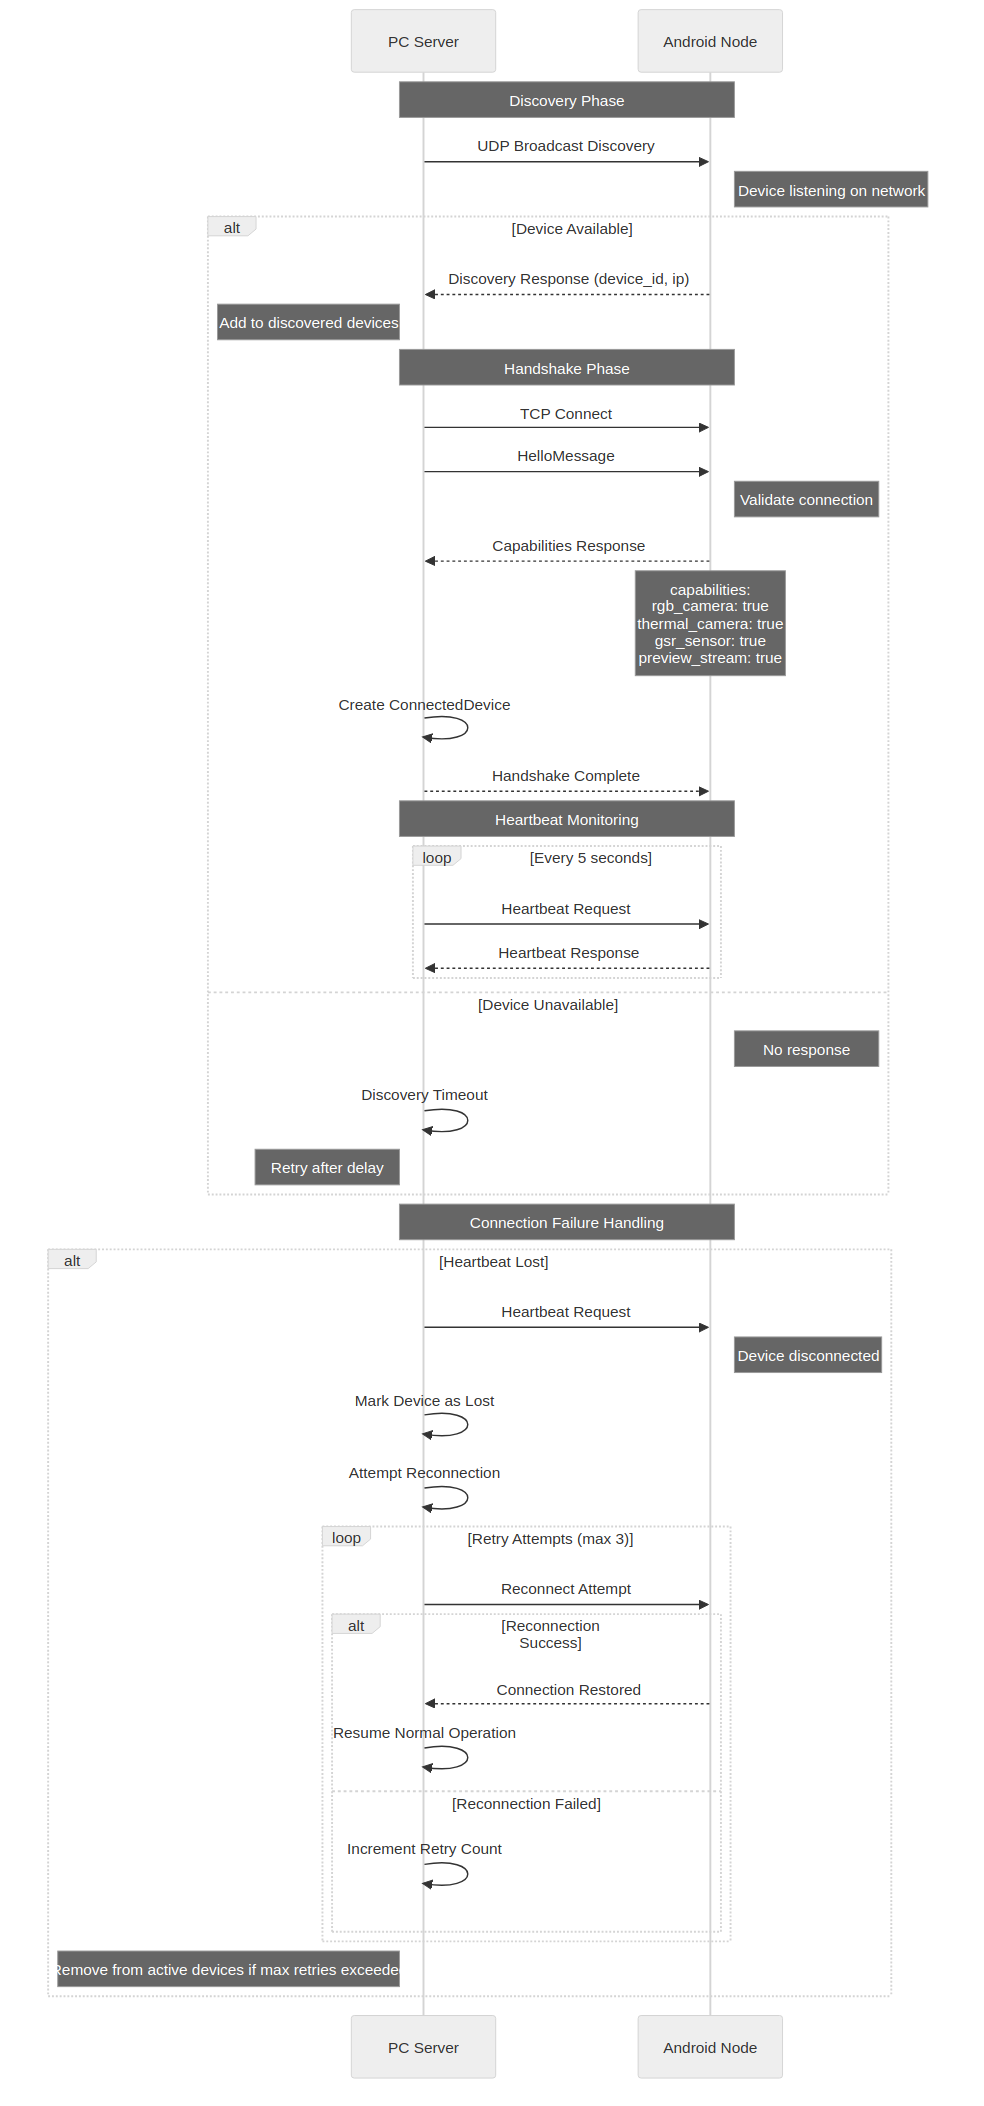 PC Server
Android Node
Discovery Phase
UDP Broadcast Discovery
Device listening on network
alt
[Device Available]
Discovery Response (device_id, ip)
Add to discovered devices
Handshake Phase
TCP Connect
HelloMessage
Validate connection
Capabilities Response
capabilities:
rgb_camera: true
thermal_camera: true
gsr_sensor: true
preview_stream: true
Create ConnectedDevice
Handshake Complete
Heartbeat Monitoring
loop
[Every 5 seconds]
Heartbeat Request
Heartbeat Response
[Device Unavailable]
No response
Discovery Timeout
Retry after delay
Connection Failure Handling
alt
[Heartbeat Lost]
Heartbeat Request
Device disconnected
Mark Device as Lost
Attempt Reconnection
loop
[Retry Attempts (max 3)]
Reconnect Attempt
alt
[Reconnection
Success]
Connection Restored
Resume Normal Operation
[Reconnection Failed]
Increment Retry Count
Remove from active devices if max retries exceeded
PC Server
Android Node